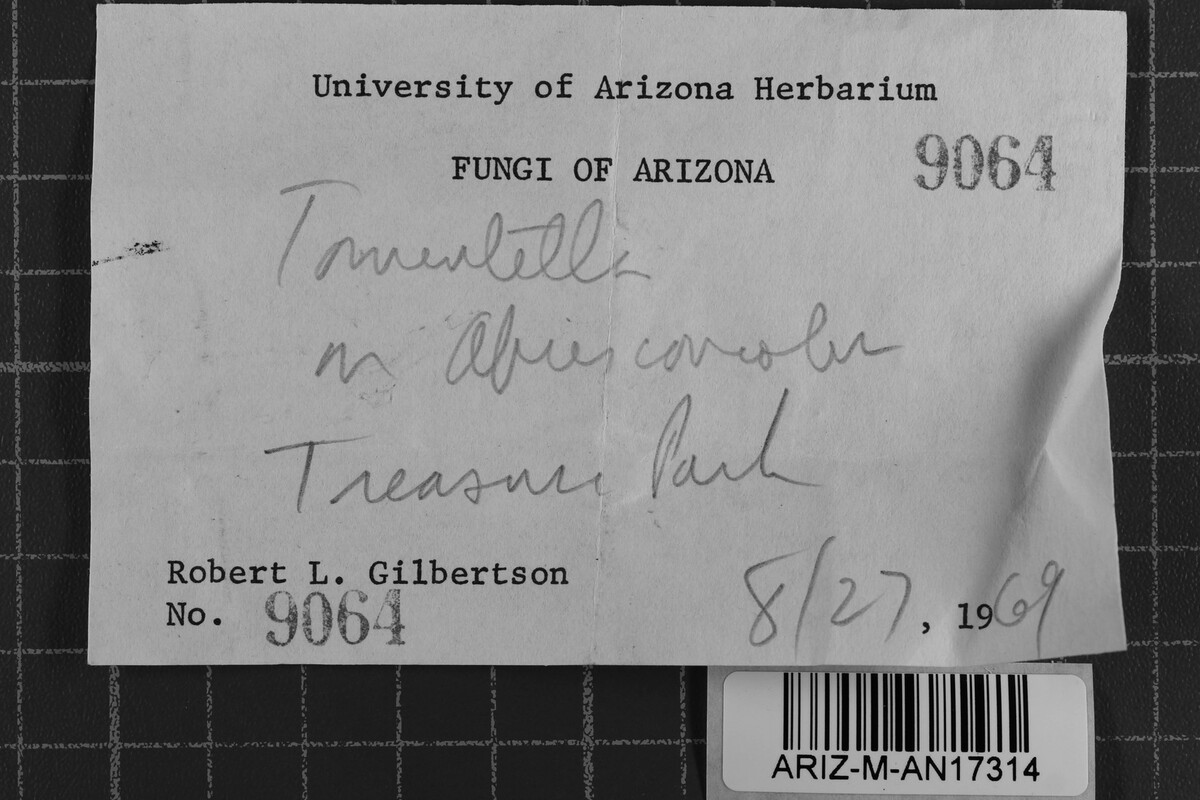 University of Arizona Herbarium
FUNGI OF ARIZONA
9064
Tomentella
on Abies concolor
Treasure Park
Robert L. Gilbertson
No. 9064
8/27, 1969
ARIZ-M-AN17314